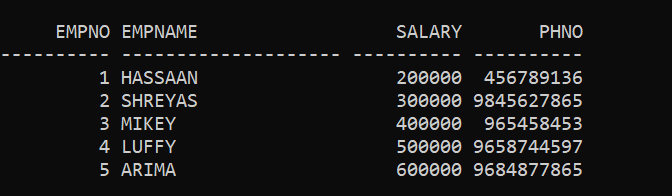 EMPNO EMPNAME SALARY PHNO
---------- -------------------- ---------- ----------
1 HASSAAN 200000 456789136
2 SHREYAS 300000 9845627865
3 MIKEY 400000 965458453
4 LUFFY 500000 9658744597
5 ARIMA 600000 9684877865